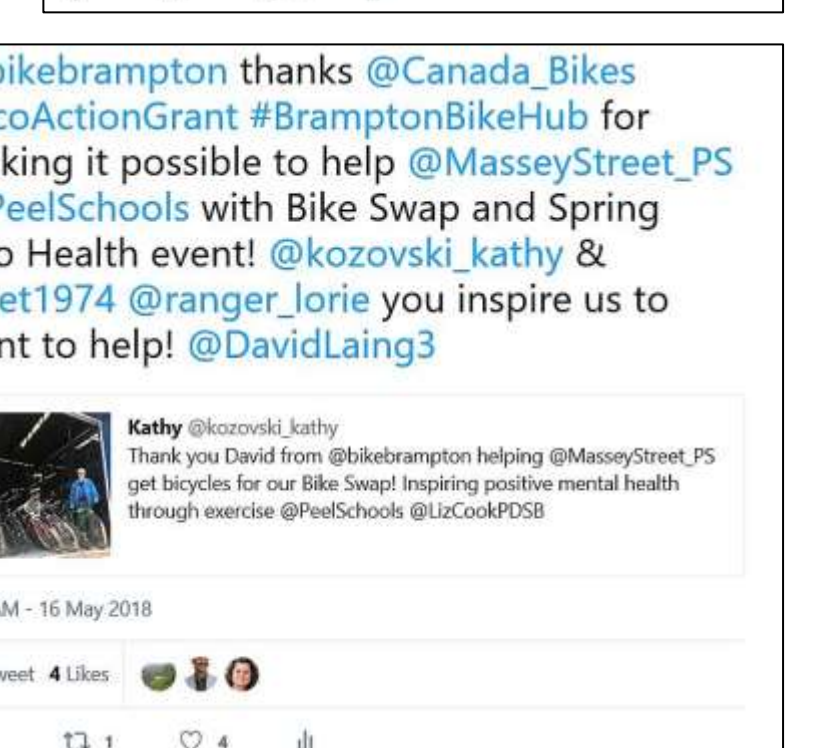 bikebrampton thanks @Canada_Bikes
coActionGrant #BramptonBikeHub for
king it possible to help @MasseyStreet_PS
PeelSchools with Bike Swap and Spring
o Health event! @kozovski_kathy &
et1974 @ranger_lorie you inspire us to
nt to help! @DavidLaing3
Kathy @kozovski_kathy
Thank you David from @bikebrampton helping @MasseyStreet_PS
get bicycles for our Bike Swap! Inspiring positive mental health
through exercise @PeelSchools @LizCookPDSB
AM - 16 May 2018
weet 4 Likes
1 4